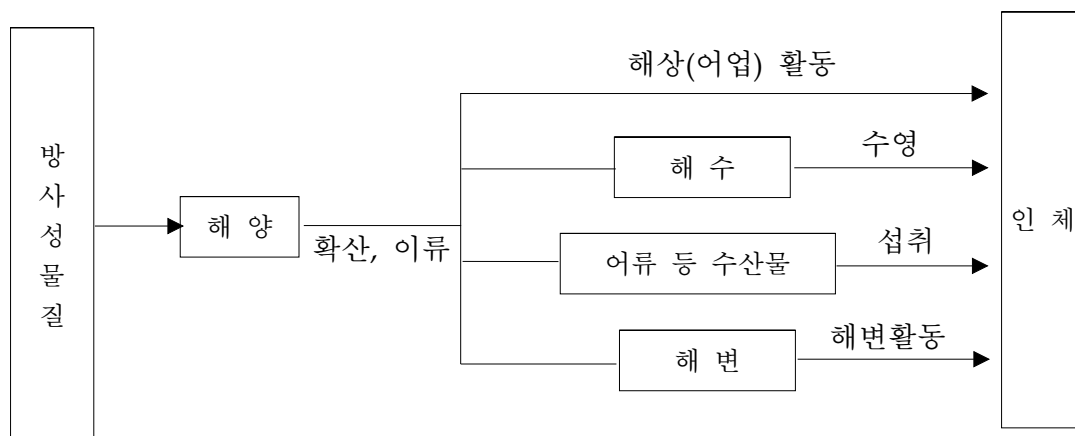 방사성물질
해 양
확산, 이류
해상(어업) 활동
해 수
수영
어류 등 수산물
섭취
해 변
해변활동
인 체